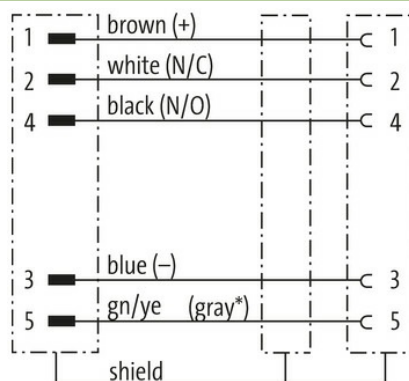 1 brown (+) 1
2 white (N/C) 2
4 black (N/O) 4
3 blue (–) 3
5 gn/ye (gray*) 5
shield